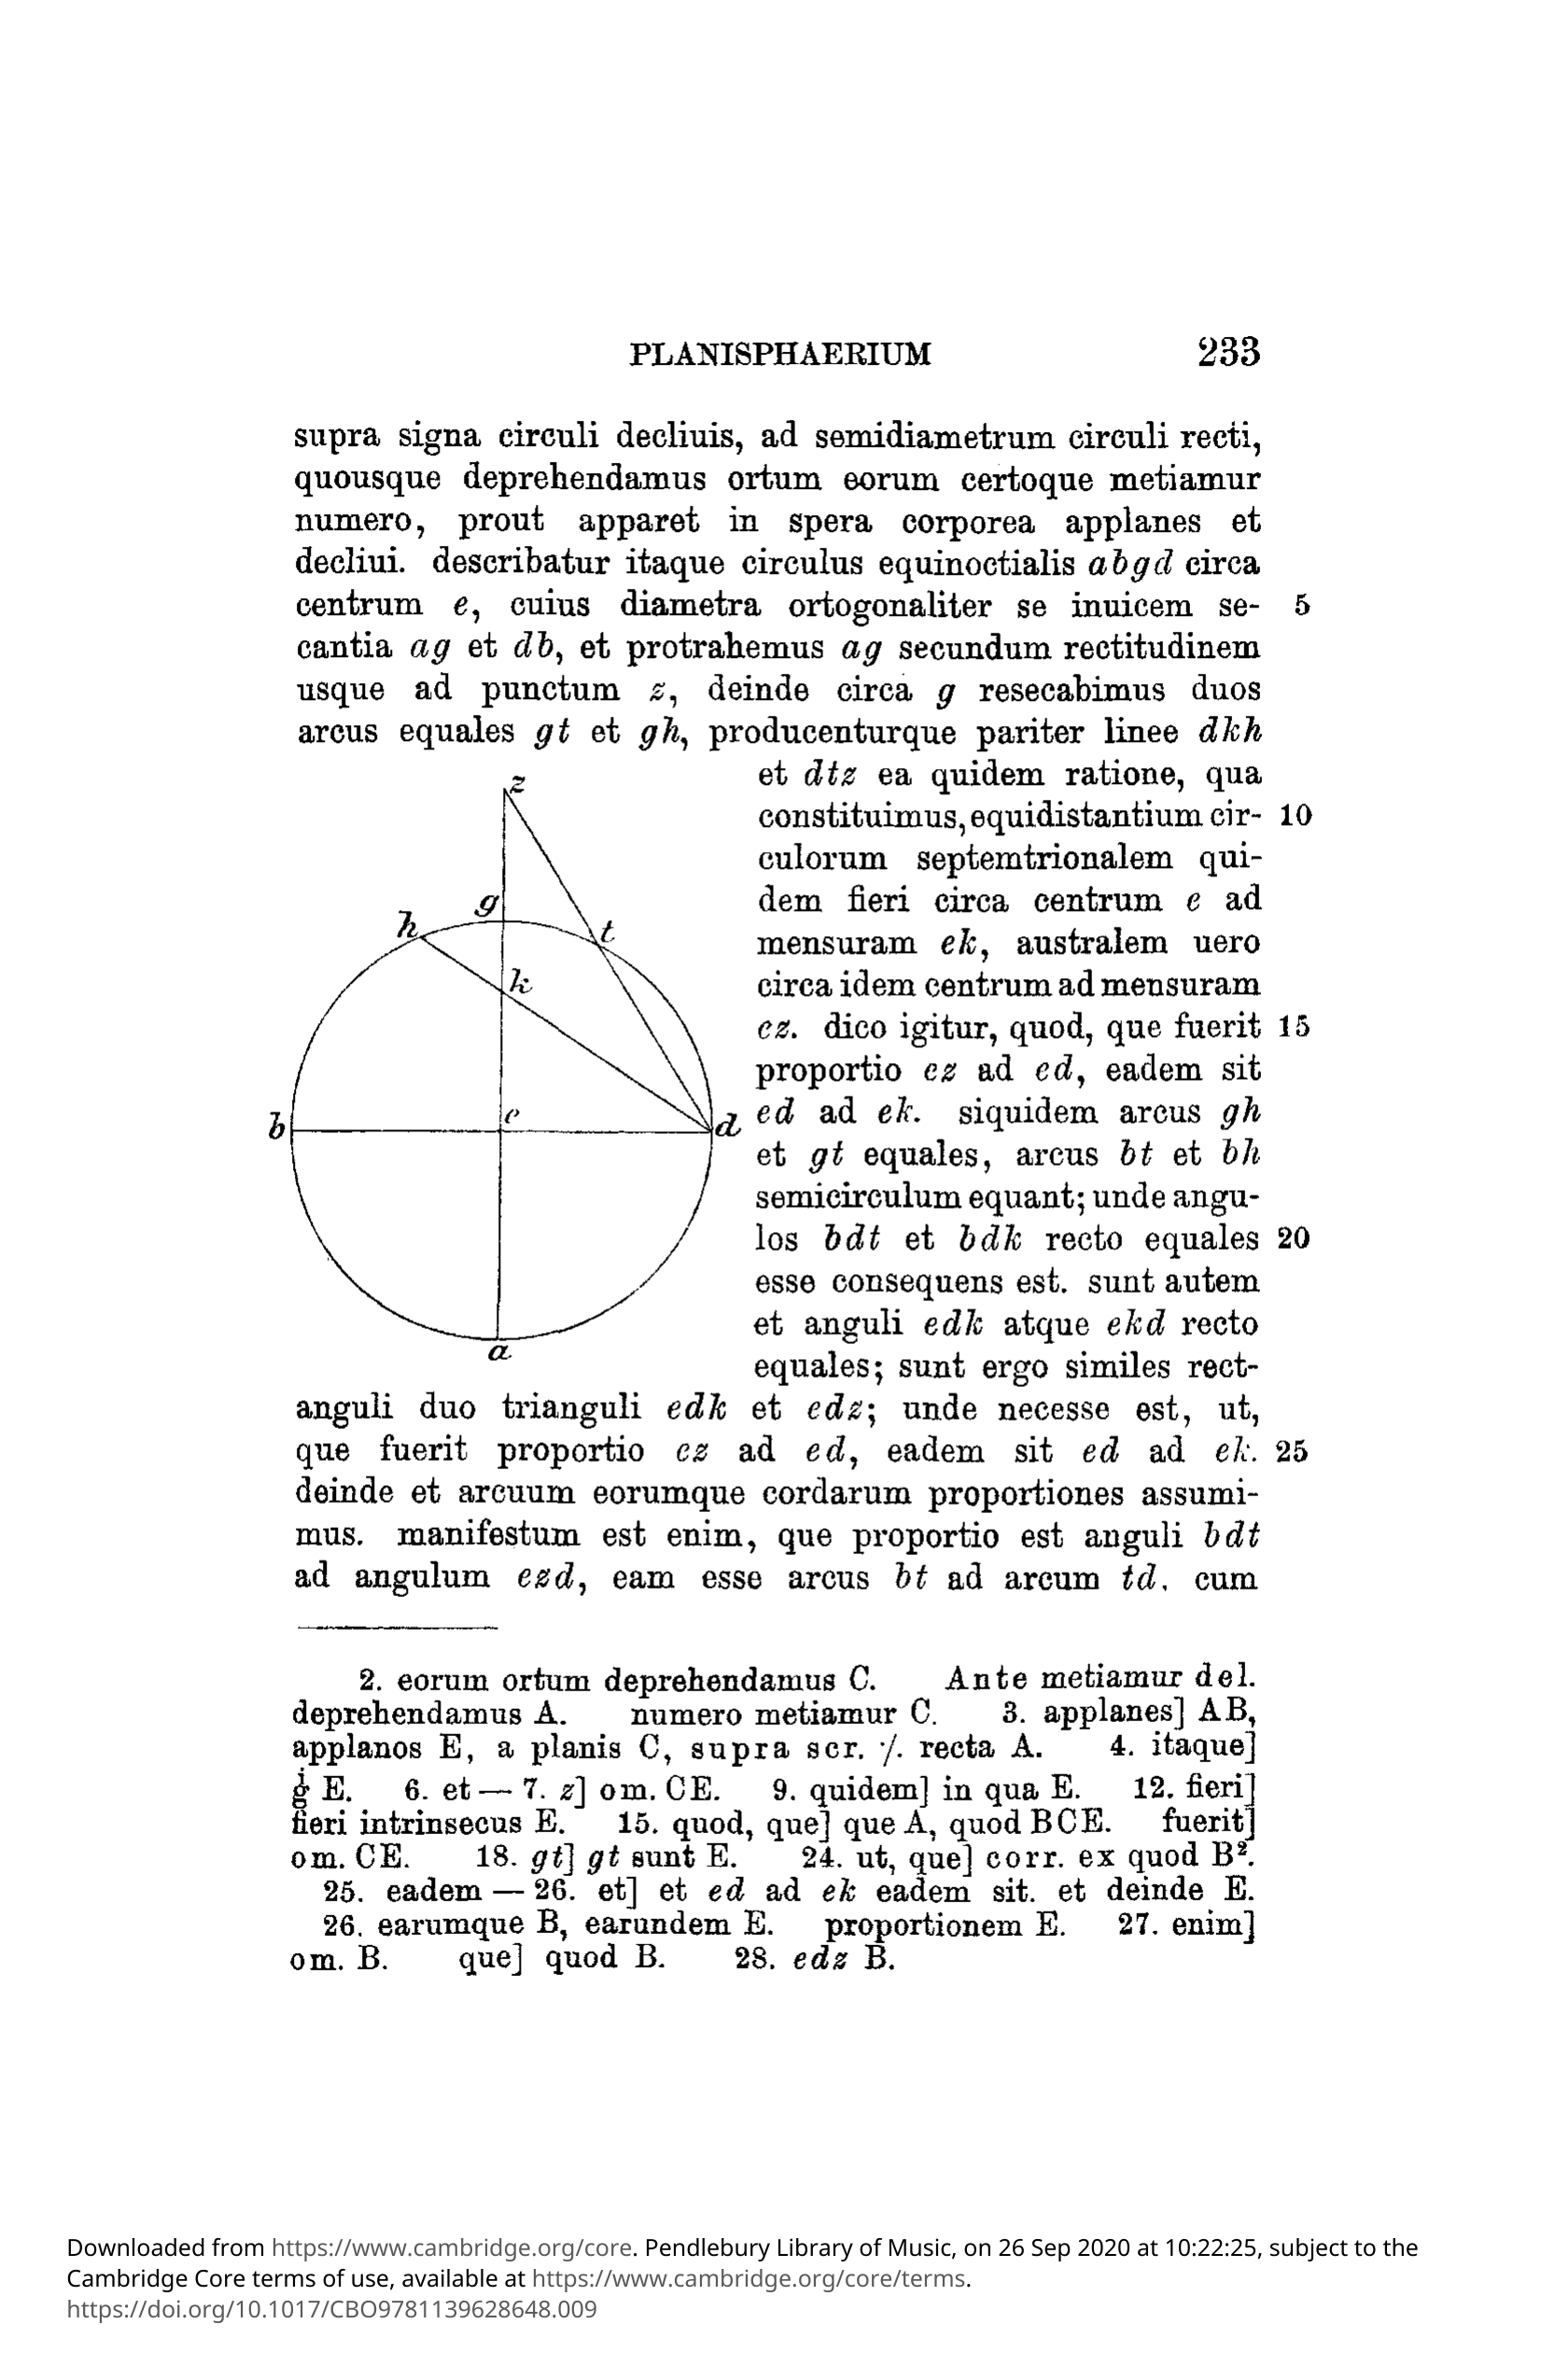 PLANISPHAERIUM 233
supra signa circuli decliuis, ad semidiametrum circuli recti,
quousque deprehendamus ortum eorum certoque metiamur
numero, prout apparet in spera corporea applanes et
decliui. describatur itaque circulus equinoctialis abgd circa
centrum e, cuius diametra ortogonaliter se inuicem se- 5
cantia ag et db, et protrahemus ag secundum rectitudinem
usque ad punctum z, deinde circa g resecabimus duos
arcus equales gt et gh, producenturque pariter linee dkh
et dtz ea quidem ratione, qua
constituimus, equidistantium cir- 10
culorum septemtrionalem qui-
dem fieri circa centrum e ad
mensuram ek, australem uero
circa idem centrum ad mensuram
ez. dico igitur, quod, que fuerit 15
proportio ez ad ed, eadem sit
ed ad ek. siquidem arcus gh
et gt equales, arcus bt et bh
semicirculum equant; unde angu-
los bdt et bdk recto equales 20
esse consequens est. sunt autem
et anguli edk atque ekd recto
equales; sunt ergo similes rect-
z
g
h
t
k
e
b
d
a
anguli duo trianguli edk et edz; unde necesse est, ut,
que fuerit proportio ez ad ed, eadem sit ed ad ek. 25
deinde et arcuum eorumque cordarum proportiones assumi-
mus. manifestum est enim, que proportio est anguli bdt
ad angulum ezd, eam esse arcus bt ad arcum td. cum
2. eorum ortum deprehendamus C. Ante metiamur del.
deprehendamus A. numero metiamur C. 3. applanes] AB,
applanos E, a planis C, supra scr. ·/. recta A. 4. itaque]
g͛ E. 6. et — 7. z] om. CE. 9. quidem] in qua E. 12. fieri]
fieri intrinsecus E. 15. quod, que] que A, quod BCE. fuerit]
om. CE. 18. gt] gt sunt E. 24. ut, que] corr. ex quod B².
25. eadem — 26. et] et ed ad ek eadem sit. et deinde E.
26. earumque B, earundem E. proportionem E. 27. enim]
om. B. que] quod B. 28. edz B.
Downloaded from https://www.cambridge.org/core. Pendlebury Library of Music, on 26 Sep 2020 at 10:22:25, subject to the
Cambridge Core terms of use, available at https://www.cambridge.org/core/terms.
https://doi.org/10.1017/CBO9781139628648.009